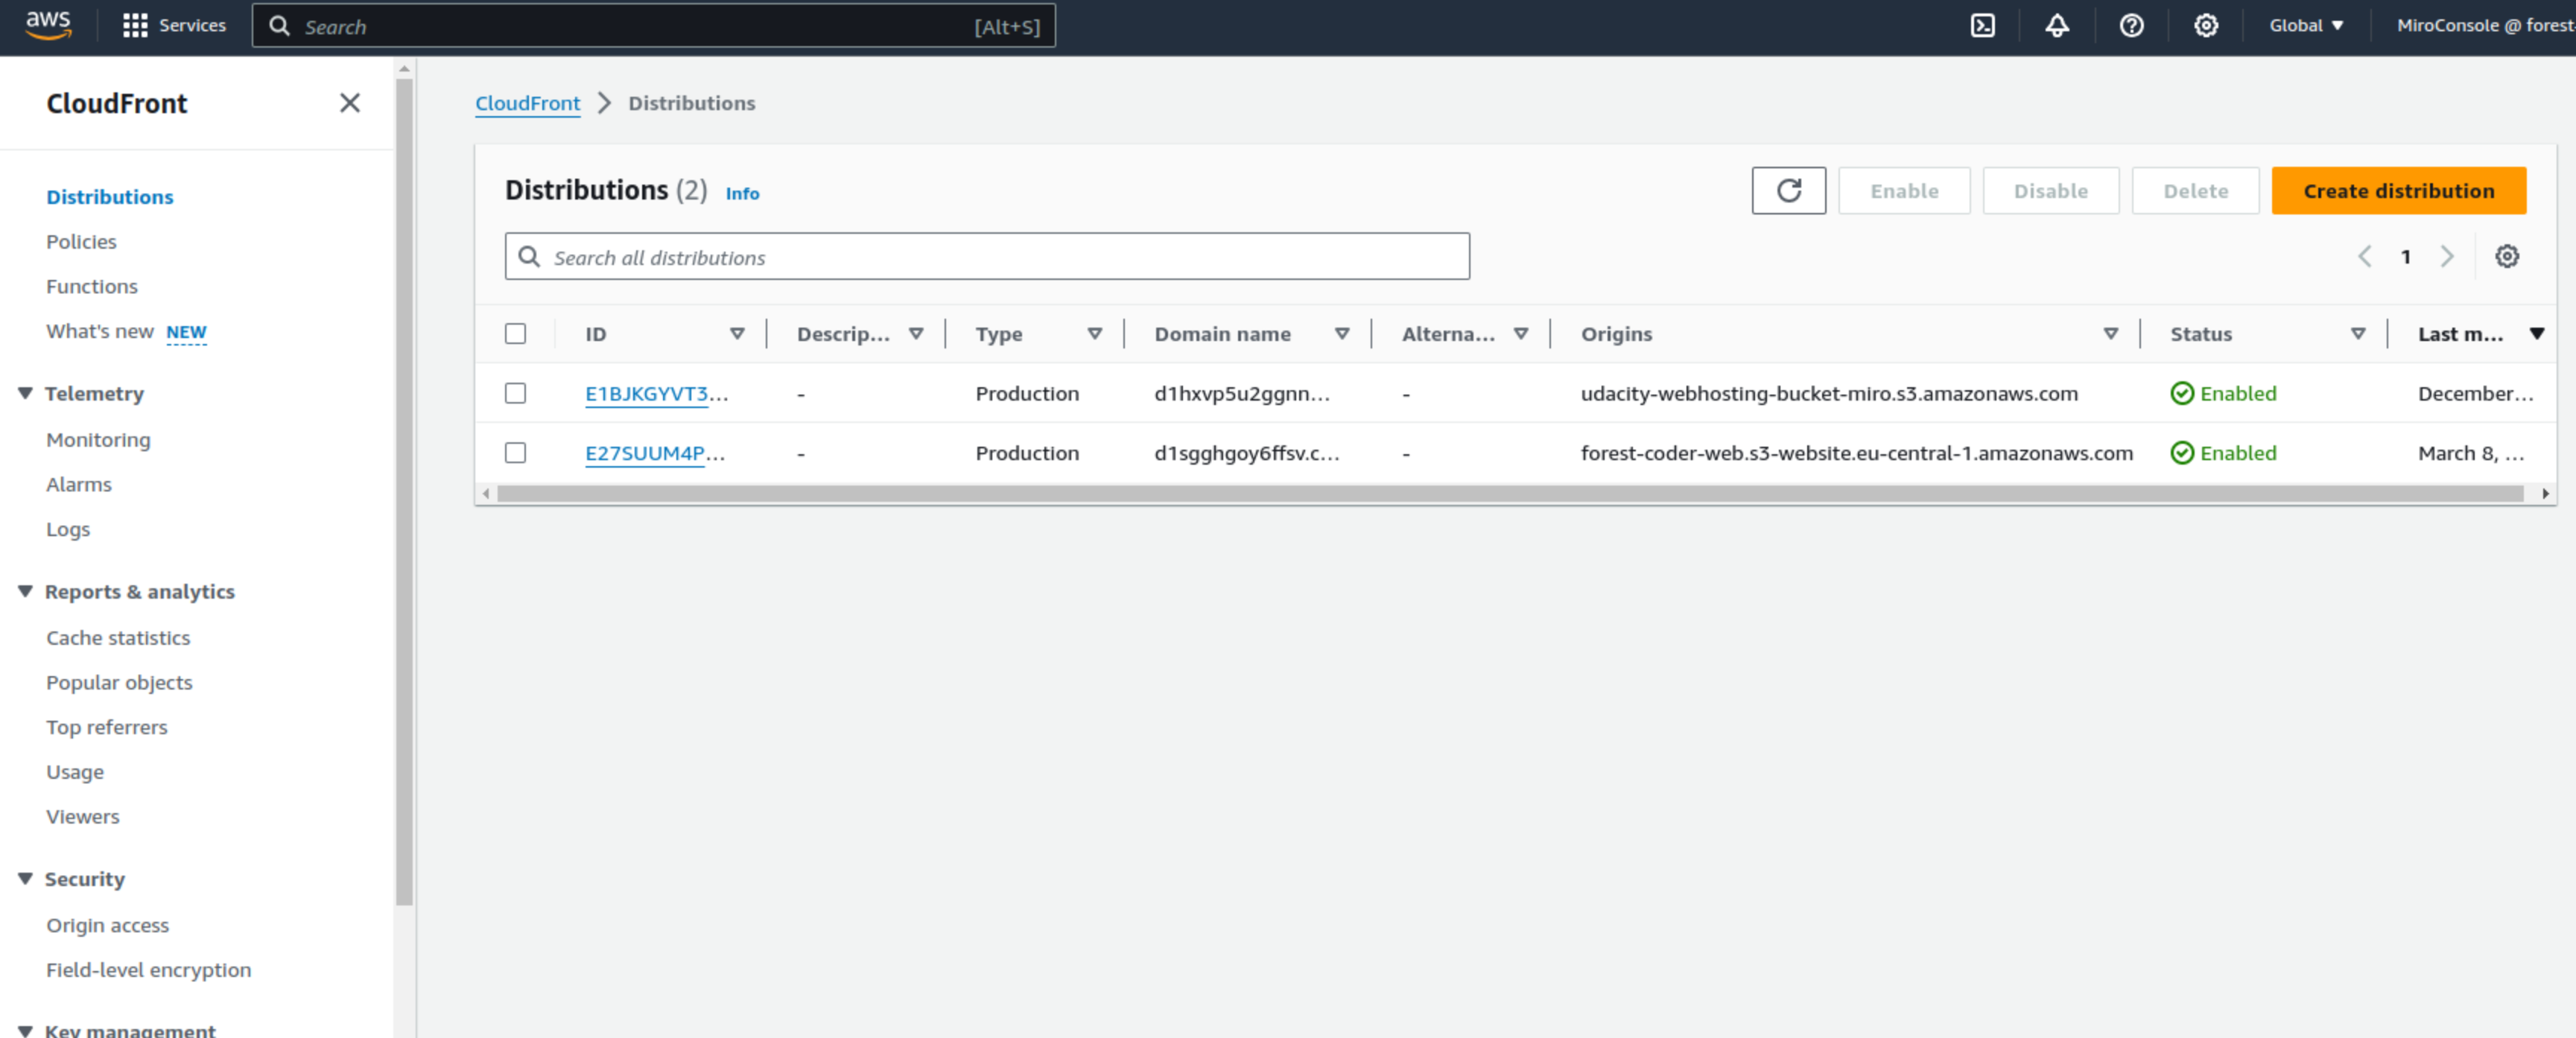 aws Services Search [Alt+S] Global MiroConsole @ forest
CloudFront
Distributions
Policies
Functions
What's new NEW
Telemetry
Monitoring
Alarms
Logs
Reports & analytics
Cache statistics
Popular objects
Top referrers
Usage
Viewers
Security
Origin access
Field-level encryption
Key management
CloudFront Distributions
Distributions (2) Info Enable Disable Delete Create distribution
Search all distributions 1
ID Descrip... Type Domain name Alterna... Origins Status Last m...
E1BJKGYVT3... - Production d1hxvp5u2ggnn... - udacity-webhosting-bucket-miro.s3.amazonaws.com Enabled December...
E27SUUM4P... - Production d1sgghgoy6ffsv.c... - forest-coder-web.s3-website.eu-central-1.amazonaws.com Enabled March 8, ...